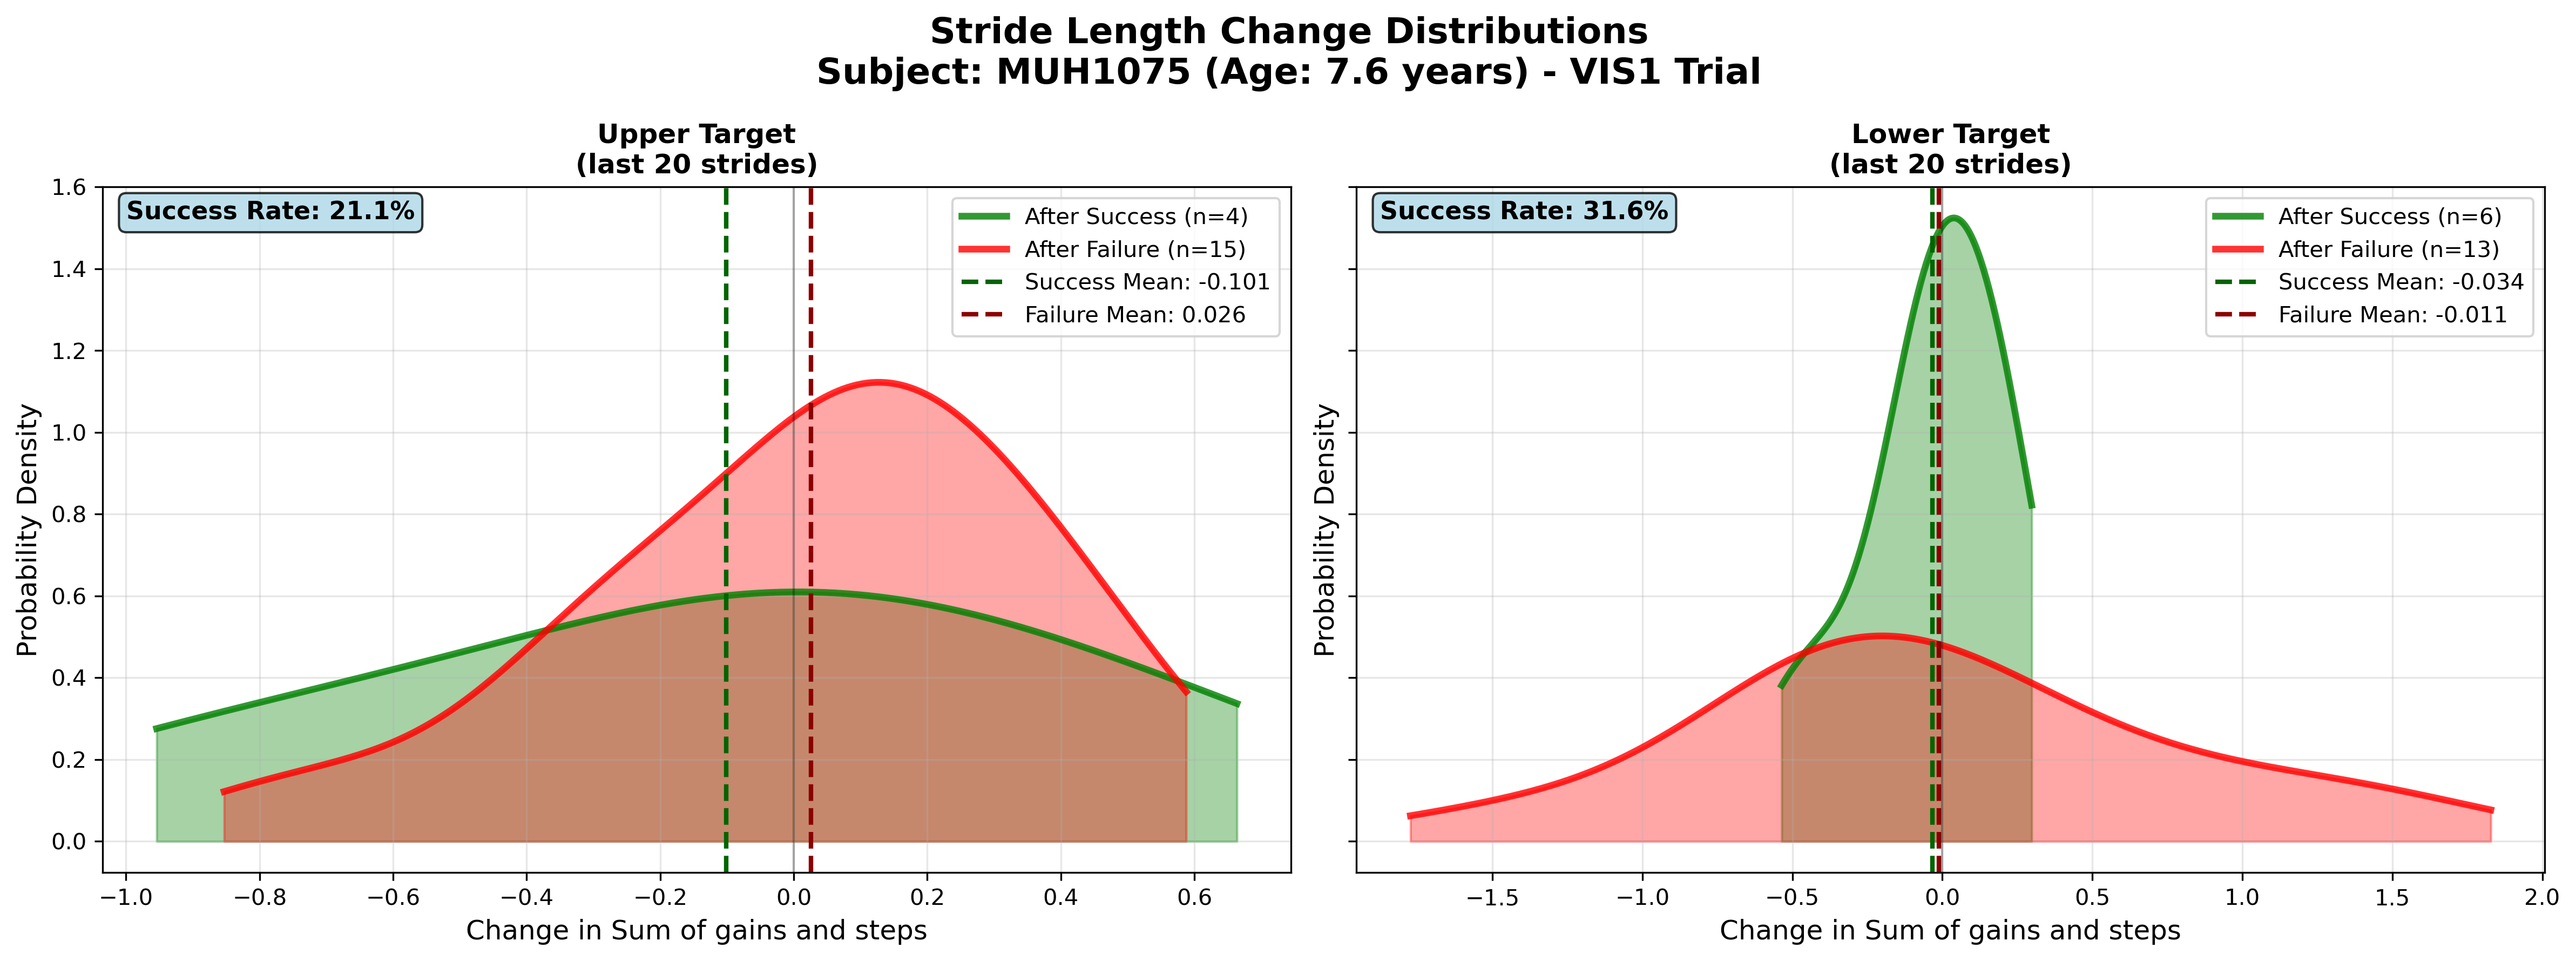 Stride Length Change Distributions
Subject: MUH1075 (Age: 7.6 years) - VIS1 Trial
Upper Target
(last 20 strides)
Success Rate: 21.1%
After Success (n=4)
After Failure (n=15)
Success Mean: -0.101
Failure Mean: 0.026
Probability Density
1.6
1.4
1.2
1.0
0.8
0.6
0.4
0.2
0.0
−1.0 −0.8 −0.6 −0.4 −0.2 0.0 0.2 0.4 0.6
Change in Sum of gains and steps
Lower Target
(last 20 strides)
Success Rate: 31.6%
After Success (n=6)
After Failure (n=13)
Success Mean: -0.034
Failure Mean: -0.011
Probability Density
−1.5 −1.0 −0.5 0.0 0.5 1.0 1.5 2.0
Change in Sum of gains and steps